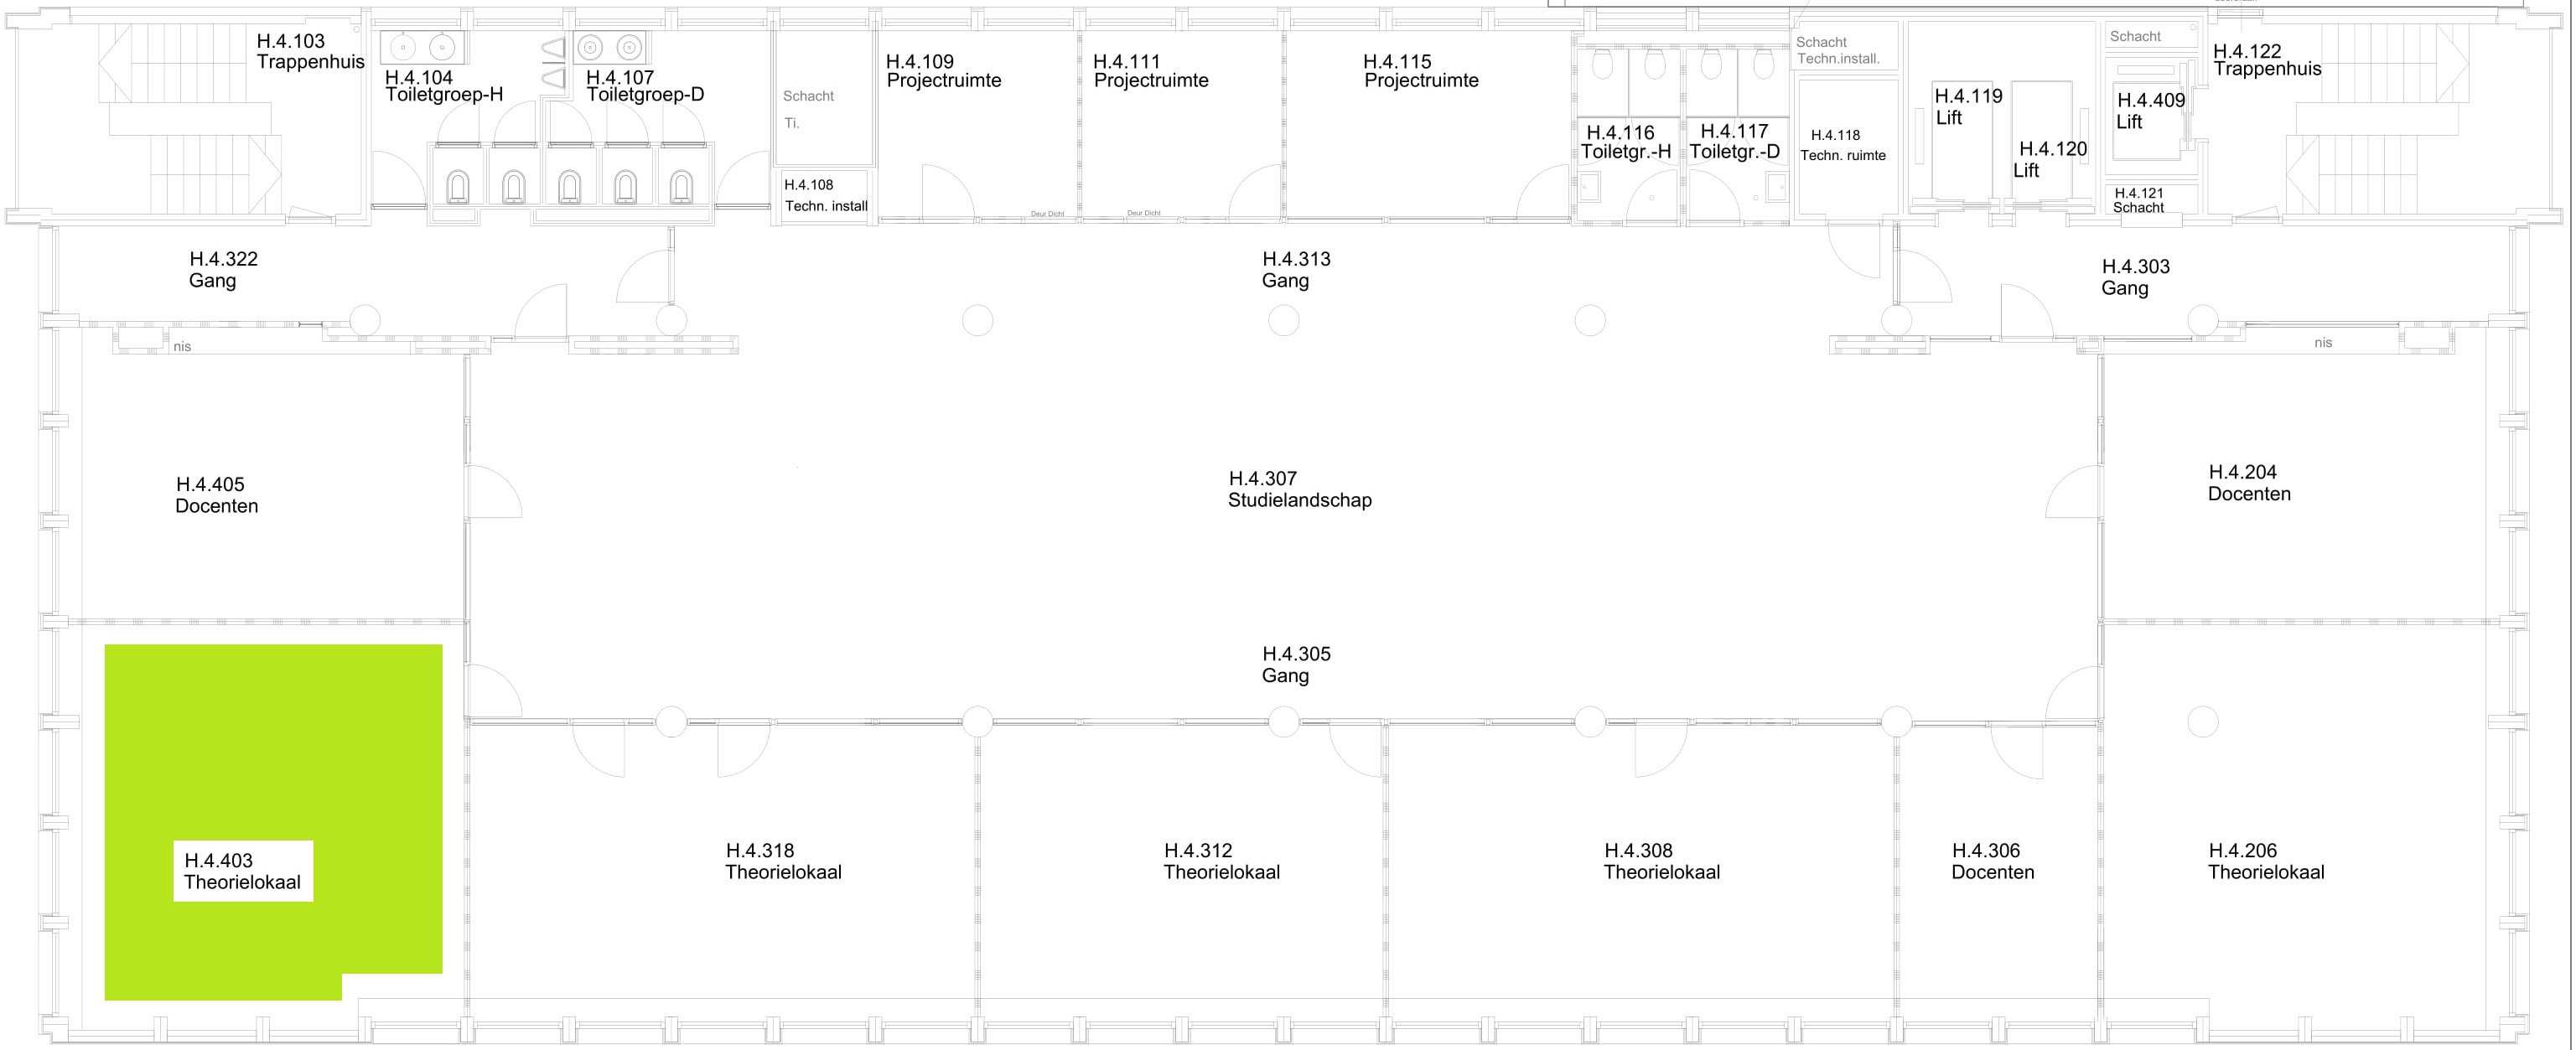 H.4.103
Trappenhuis
H.4.104
Toiletgroep-H
H.4.107
Toiletgroep-D
Schacht
Ti.
H.4.108
Techn. install
H.4.109
Projectruimte
Deur Dicht
H.4.111
Projectruimte
Deur Dicht
H.4.115
Projectruimte
H.4.116
Toiletgr.-H
H.4.117
Toiletgr.-D
Schacht
Techn.install.
H.4.118
Techn. ruimte
H.4.119
Lift
H.4.120
Lift
Schacht
H.4.409
Lift
H.4.121
Schacht
H.4.122
Trappenhuis
H.4.322
Gang
H.4.313
Gang
H.4.303
Gang
nis
nis
H.4.405
Docenten
H.4.307
Studielandschap
H.4.204
Docenten
H.4.305
Gang
H.4.403
Theorielokaal
H.4.318
Theorielokaal
H.4.312
Theorielokaal
H.4.308
Theorielokaal
H.4.306
Docenten
H.4.206
Theorielokaal